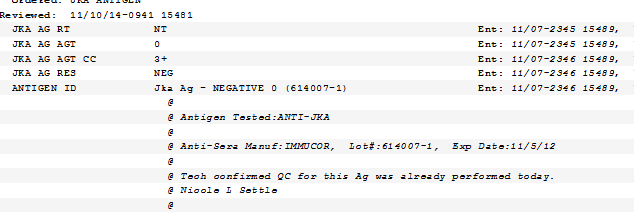 Ordered: JKA ANTIGEN
Reviewed: 11/10/14-0941 15481
JKA AG RT NT Ent: 11/07-2345 15489,
JKA AG AGT 0 Ent: 11/07-2345 15489,
JKA AG AGT CC 3+ Ent: 11/07-2346 15489,
JKA AG RES NEG Ent: 11/07-2346 15489,
ANTIGEN ID Jka Ag - NEGATIVE 0 (614007-1) Ent: 11/07-2346 15489,
@
@ Antigen Tested:ANTI-JKA
@
@ Anti-Sera Manuf:IMMUCOR, Lot#:614007-1, Exp Date:11/5/12
@
@ Tech confirmed QC for this Ag was already performed today.
@ Nicole L Settle
@